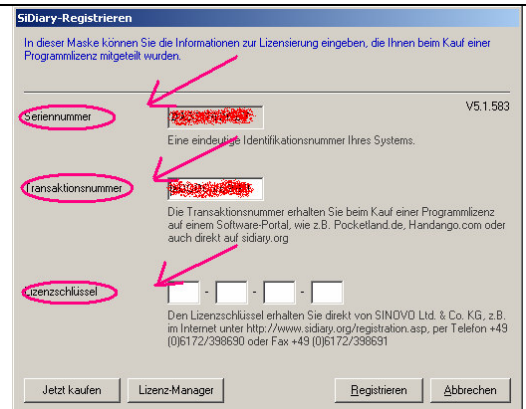 SiDiary-Registrieren
In dieser Maske können Sie die Informationen zur Lizensierung eingeben, die Ihnen beim Kauf einer
Programmlizenz mitgeteilt wurden.
V5.1.583
Seriennummer
Eine eindeutige Identifikationsnummer Ihres Systems.
Transaktionsnummer
Die Transaktionsnummer erhalten Sie beim Kauf einer Programmlizenz
auf einem Software-Portal, wie z.B. Pocketland.de, Handango.com oder
auch direkt auf sidiary.org
Lizenzschlüssel
- - -
Den Lizenzschlüssel erhalten Sie direkt von SINOVO Ltd. & Co. KG, z.B.
im Internet unter http://www.sidiary.org/registration.asp, per Telefon +49
(0)6172/398690 oder Fax +49 (0)6172/398691
Jetzt kaufen Lizenz-Manager Registrieren Abbrechen